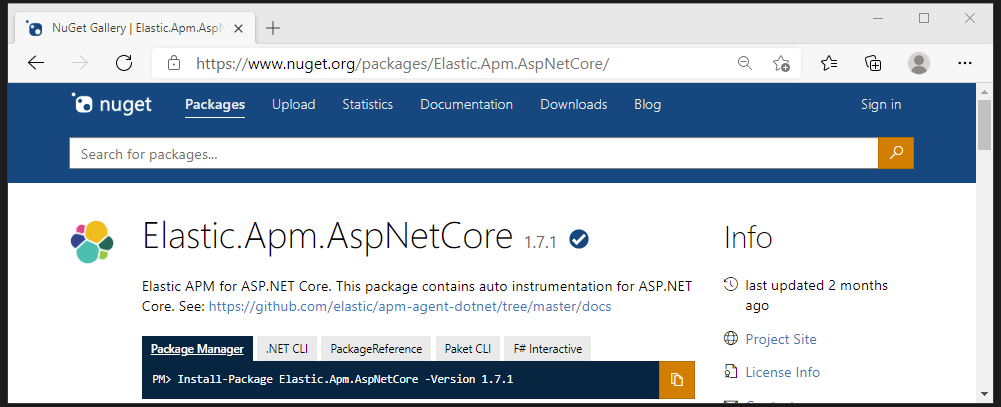 NuGet Gallery | Elastic.Apm.AspN
https://www.nuget.org/packages/Elastic.Apm.AspNetCore/
nuget Packages Upload Statistics Documentation Downloads Blog Sign in
Search for packages...
Elastic.Apm.AspNetCore 1.7.1
Elastic APM for ASP.NET Core. This package contains auto instrumentation for ASP.NET
Core. See: https://github.com/elastic/apm-agent-dotnet/tree/master/docs
Package Manager .NET CLI PackageReference Paket CLI F# Interactive
PM> Install-Package Elastic.Apm.AspNetCore -Version 1.7.1
Info
last updated 2 months
ago
Project Site
License Info